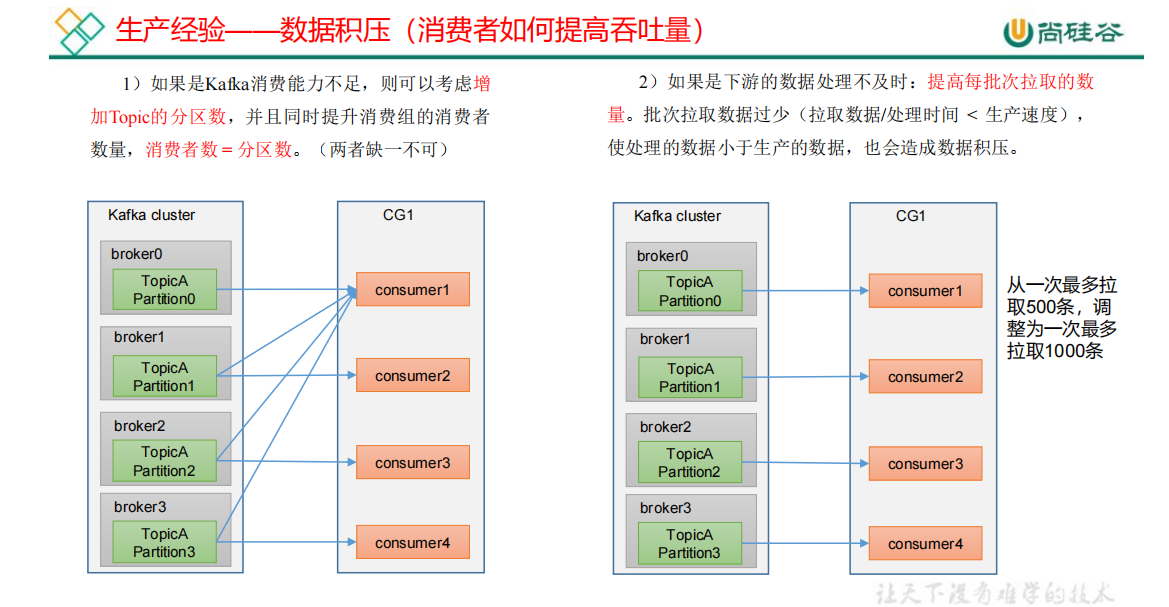 生产经验——数据积压（消费者如何提高吞吐量）
尚硅谷
1）如果是Kafka消费能力不足，则可以考虑增
加Topic的分区数，并且同时提升消费组的消费者
数量，消费者数 = 分区数。（两者缺一不可）
2）如果是下游的数据处理不及时：提高每批次拉取的数
量。批次拉取数据过少（拉取数据/处理时间 < 生产速度），
使处理的数据小于生产的数据，也会造成数据积压。
Kafka cluster
broker0
TopicA
Partition0
broker1
TopicA
Partition1
broker2
TopicA
Partition2
broker3
TopicA
Partition3
CG1
consumer1
consumer2
consumer3
consumer4
Kafka cluster
broker0
TopicA
Partition0
broker1
TopicA
Partition1
broker2
TopicA
Partition2
broker3
TopicA
Partition3
CG1
consumer1
consumer2
consumer3
consumer4
从一次最多拉
取500条，调
整为一次最多
拉取1000条
让天下没有难学的技术